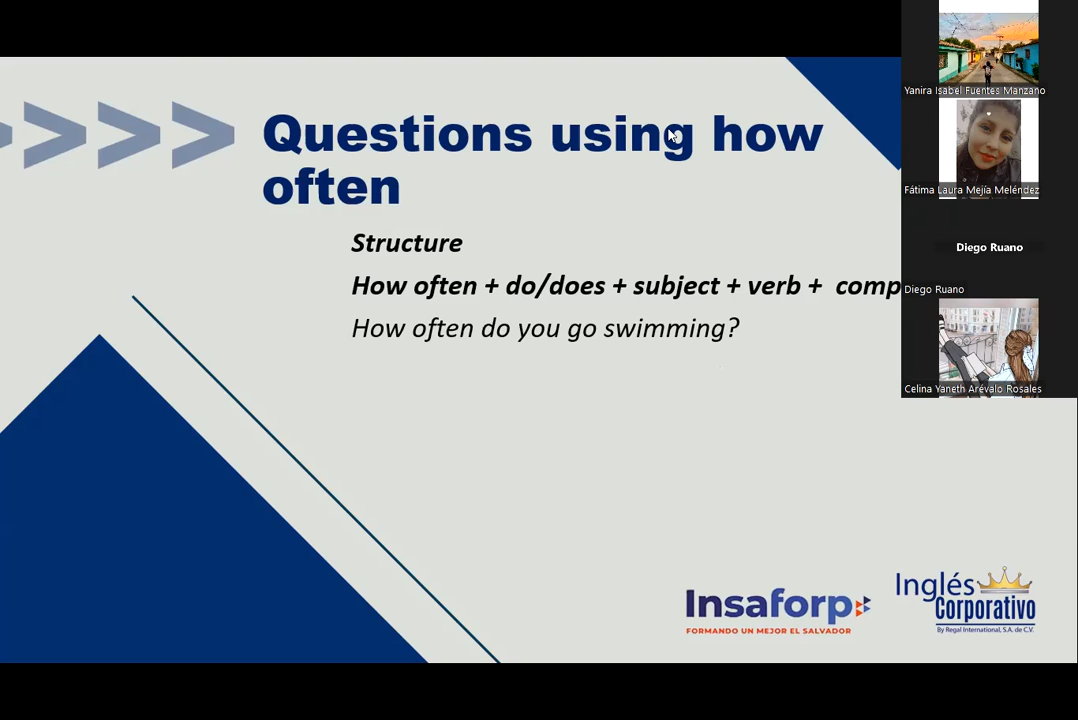 Questions using how
often
Structure
How often + do/does + subject + verb + comp
How often do you go swimming?
Yanira Isabel Fuentes Manzano
Fátima Laura Mejía Meléndez
Diego Ruano
Diego Ruano
Celina Yaneth Arévalo Rosales
Insaforp
FORMANDO UN MEJOR EL SALVADOR
Inglés
Corporativo
By Regal International, S.A. de C.V.